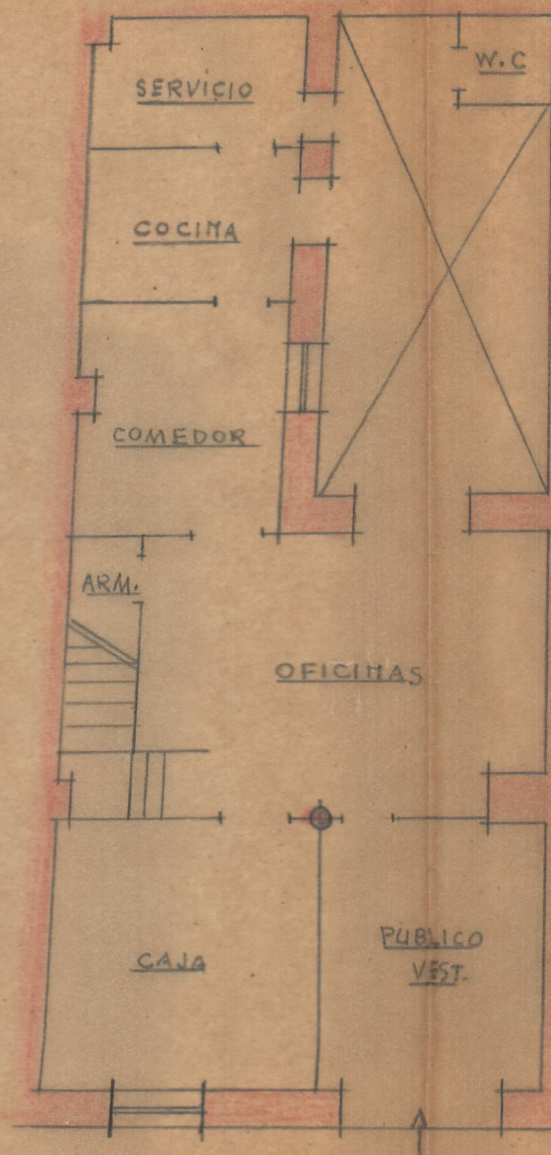 SERVICIO
W.C
COCINA
COMEDOR
ARM.
OFICINAS
CAJA
PUBLICO
VEST.